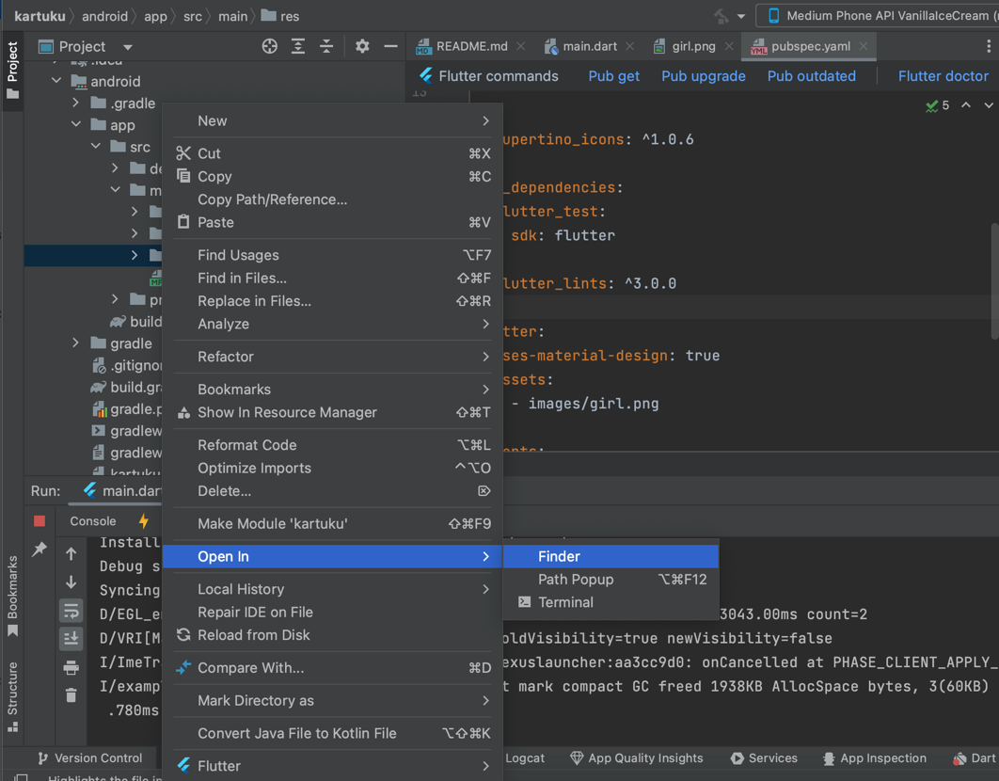 kartuku android app src main res
Medium Phone API VanillaIceCream
Project
Project
README.md
main.dart
girl.png
pubspec.yaml
Flutter commands
Pub get
Pub upgrade
Pub outdated
Flutter doctor
android
.gradle
app
src
build
gradle
.gitignor
build.gra
gradle.p
gradlew
gradlew
kartuku
13
5
upertino_icons: ^1.0.6
_dependencies:
lutter_test:
sdk: flutter
lutter_lints: ^3.0.0
tter:
ses-material-design: true
ssets:
- images/girl.png
New
Cut ⌘X
Copy ⌘C
Copy Path/Reference...
Paste ⌘V
Find Usages ⌥F7
Find in Files... ⇧⌘F
Replace in Files... ⇧⌘R
Analyze
Refactor
Bookmarks
Show In Resource Manager ⇧⌘T
Reformat Code ⌥⌘L
Optimize Imports ^⌥O
Delete... ⌦
Make Module 'kartuku' ⇧⌘F9
Open In
Local History
Repair IDE on File
Reload from Disk
Compare With... ⌘D
Mark Directory as
Convert Java File to Kotlin File ⌥⇧⌘K
Flutter
Finder
Path Popup ⌥⌘F12
Terminal
Run:
main.dart
Console
Install
Debug s
Syncing
D/EGL_e 3043.00ms count=2
D/VRI[M oldVisibility=true newVisibility=false
I/ImeTr exuslauncher:aa3cc9d0: onCancelled at PHASE_CLIENT_APPLY_
I/examp t mark compact GC freed 1938KB AllocSpace bytes, 3(60KB)
.780ms
Bookmarks
Structure
Version Control
Logcat
App Quality Insights
Services
App Inspection
Dart
Highlights the file in